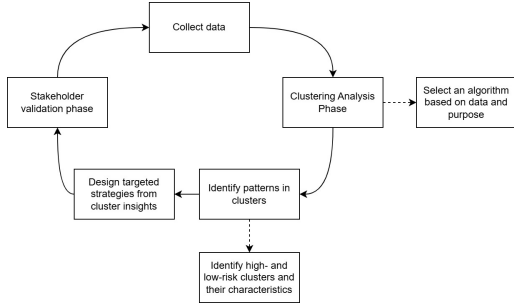 Collect data
Stakeholder
validation phase
Clustering Analysis
Phase
Select an algorithm
based on data and
purpose
Design targeted
strategies from
cluster insights
Identify patterns in
clusters
Identify high- and
low-risk clusters and
their characteristics